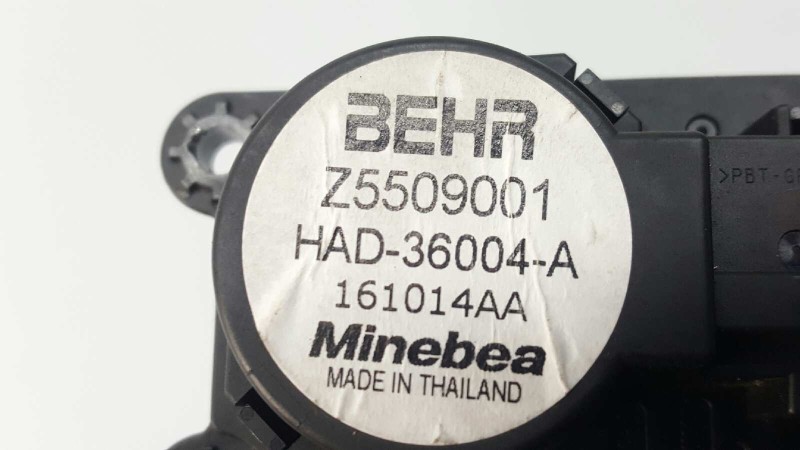 BEHR
Z5509001
HAD-36004-A
161014AA
Minebea
MADE IN THAILAND
>PBT-G